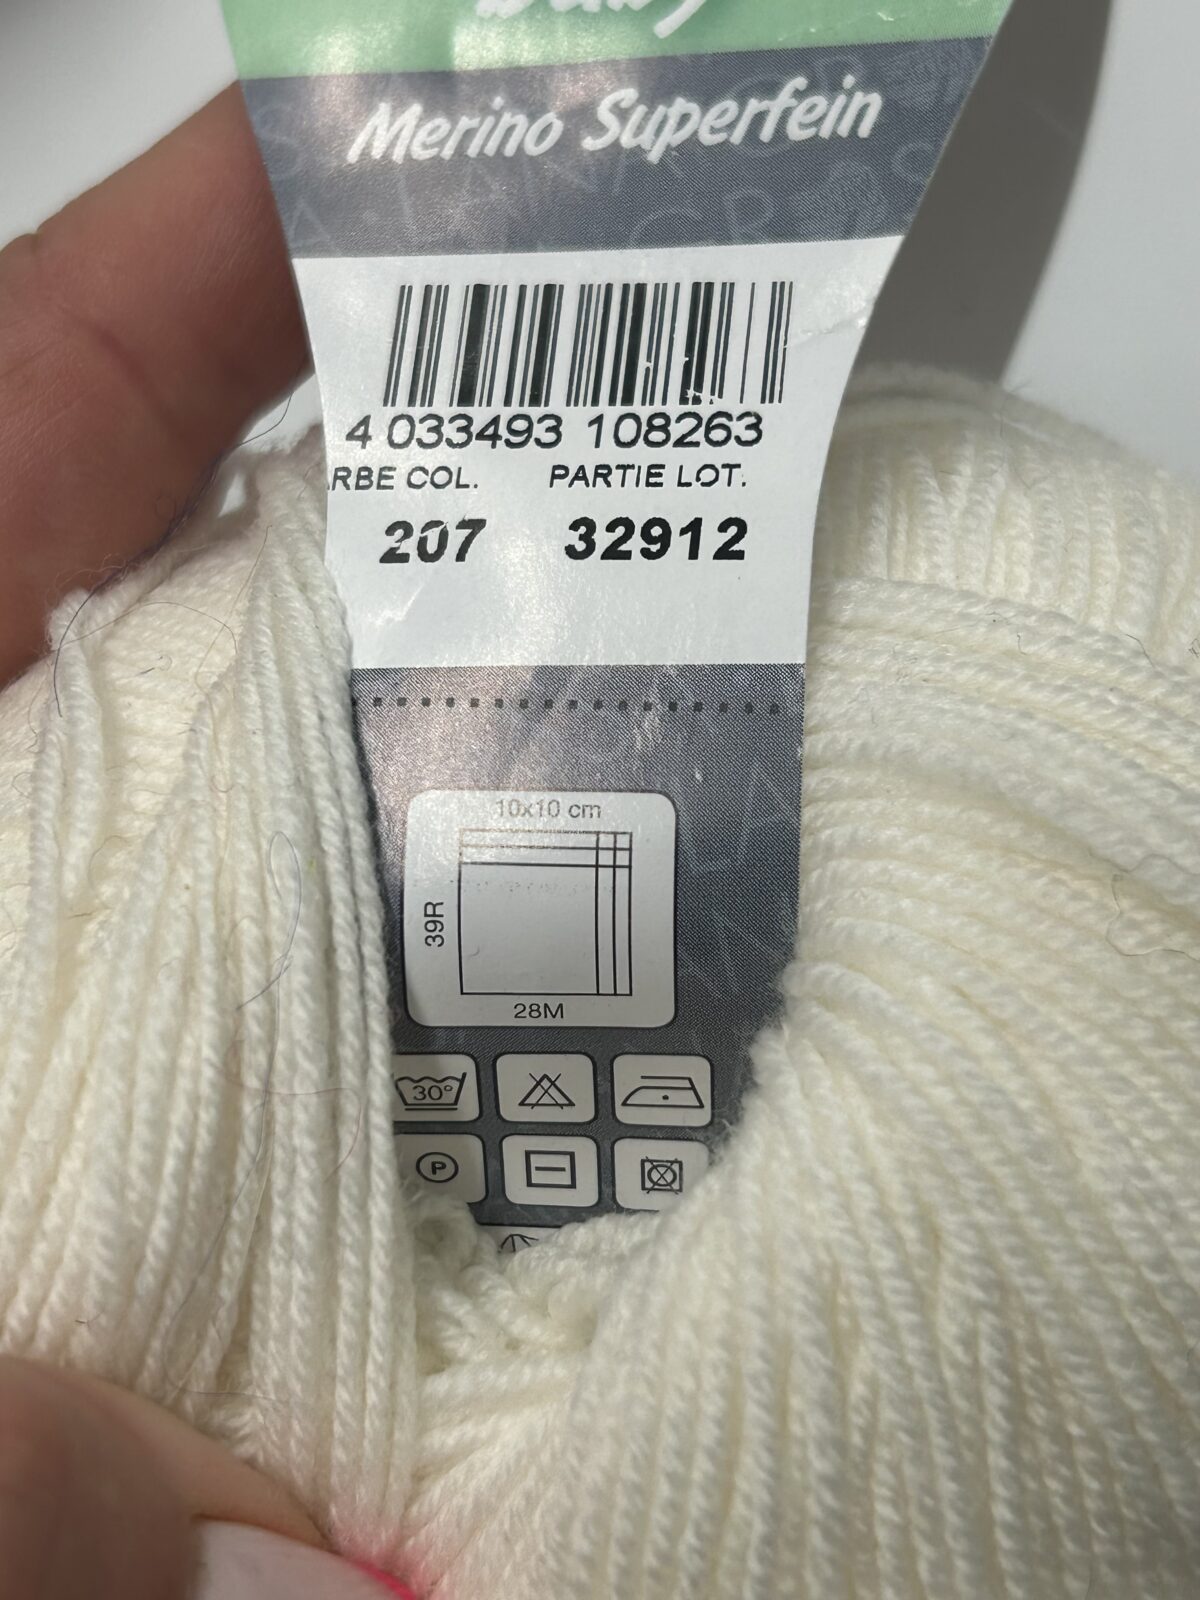 Merino Superfein
4 033493 108263
RBE COL. PARTIE LOT.
207 32912
10x10 cm
39R
28M
30°
P